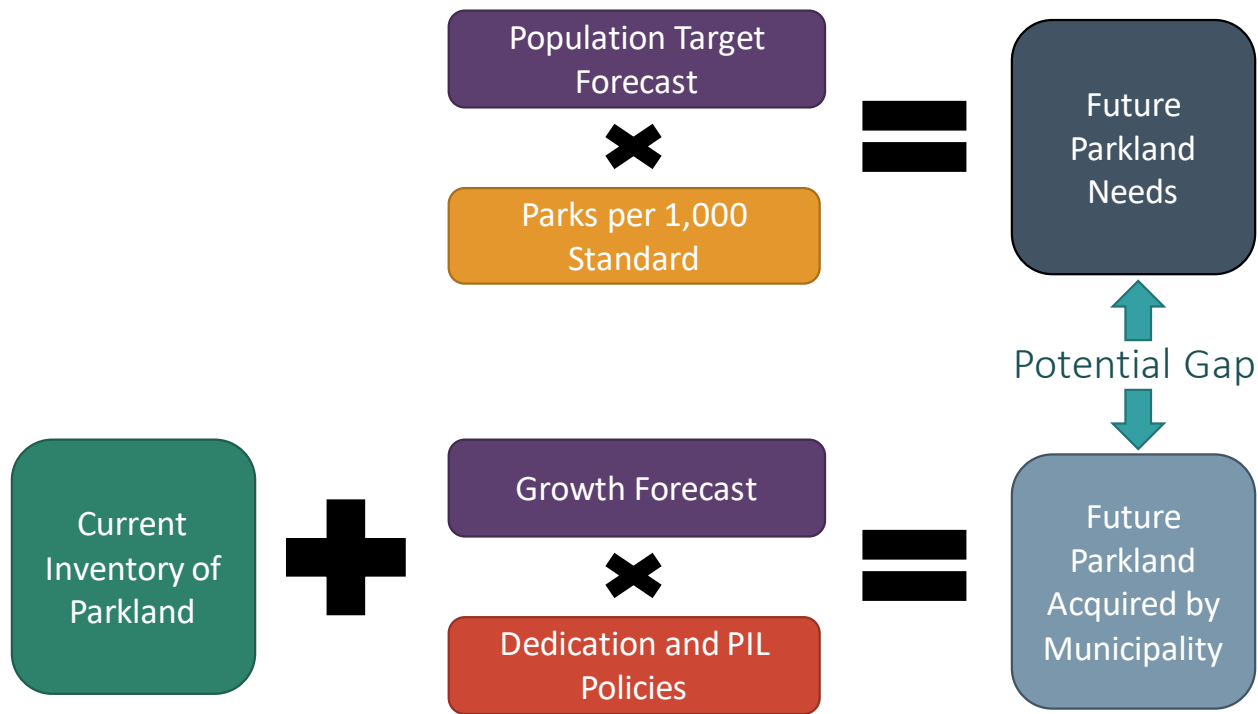 Population Target
Forecast
Parks per 1,000
Standard
Future
Parkland
Needs
Potential Gap
Current
Inventory of
Parkland
Growth Forecast
Dedication and PIL
Policies
Future
Parkland
Acquired by
Municipality